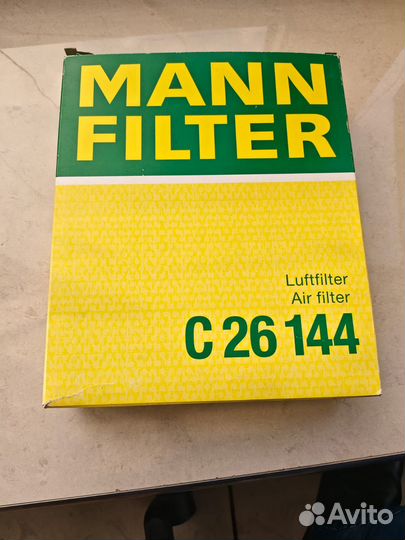 MANN
FILTER
Luftfilter
Air filter
C 26 144
Avito